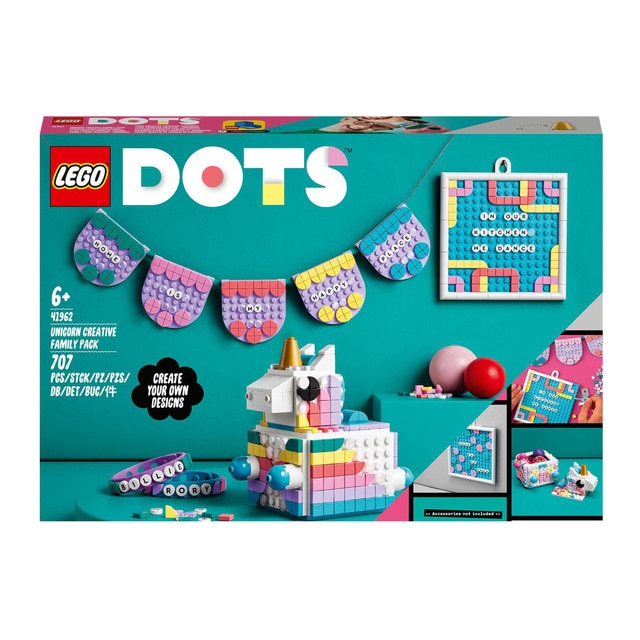 LEGO
DOTS™
HOME
IS
MY
HAPPY
PLACE
IN OUR
KITCHEN
WE DANCE
6+
41962
UNICORN CREATIVE
FAMILY PACK
707
PCS/STCK/PZ/PZS/
DB/DET/BUC/件
CREATE
YOUR OWN
DESIGNS
BILLIE
RORY
Accessories not included